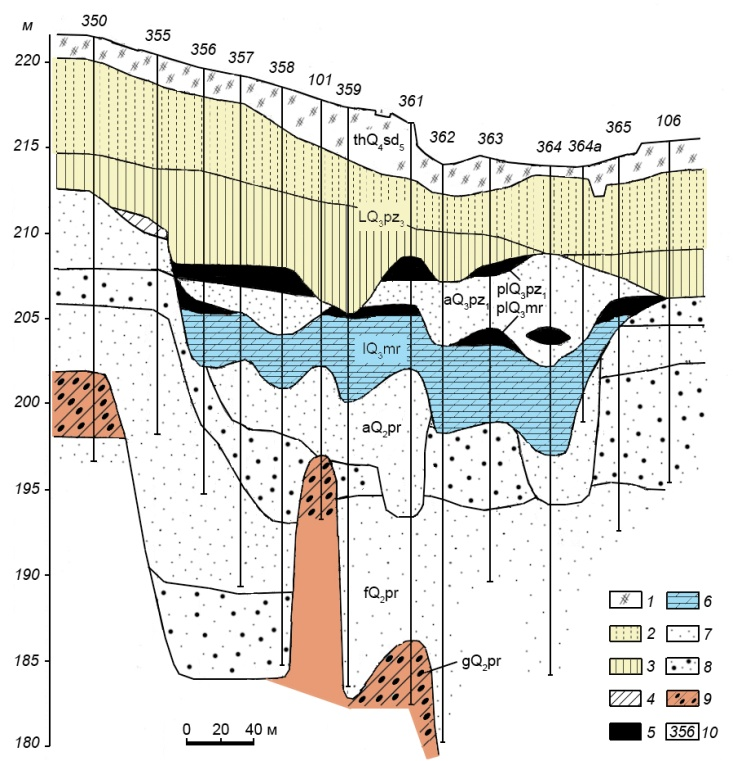 м
350
355
356
357
358
101
359
361
362
363
364
364а
365
106
220
215
210
205
200
195
190
185
180
thQ₄sd₅
LQ₃pz₃
plQ₃pz₁
aQ₃pz₁
plQ₃mr
lQ₃mr
aQ₂pr
fQ₂pr
gQ₂pr
0 20 40 м
1 6
2 7
3 8
4 9
5 356 10